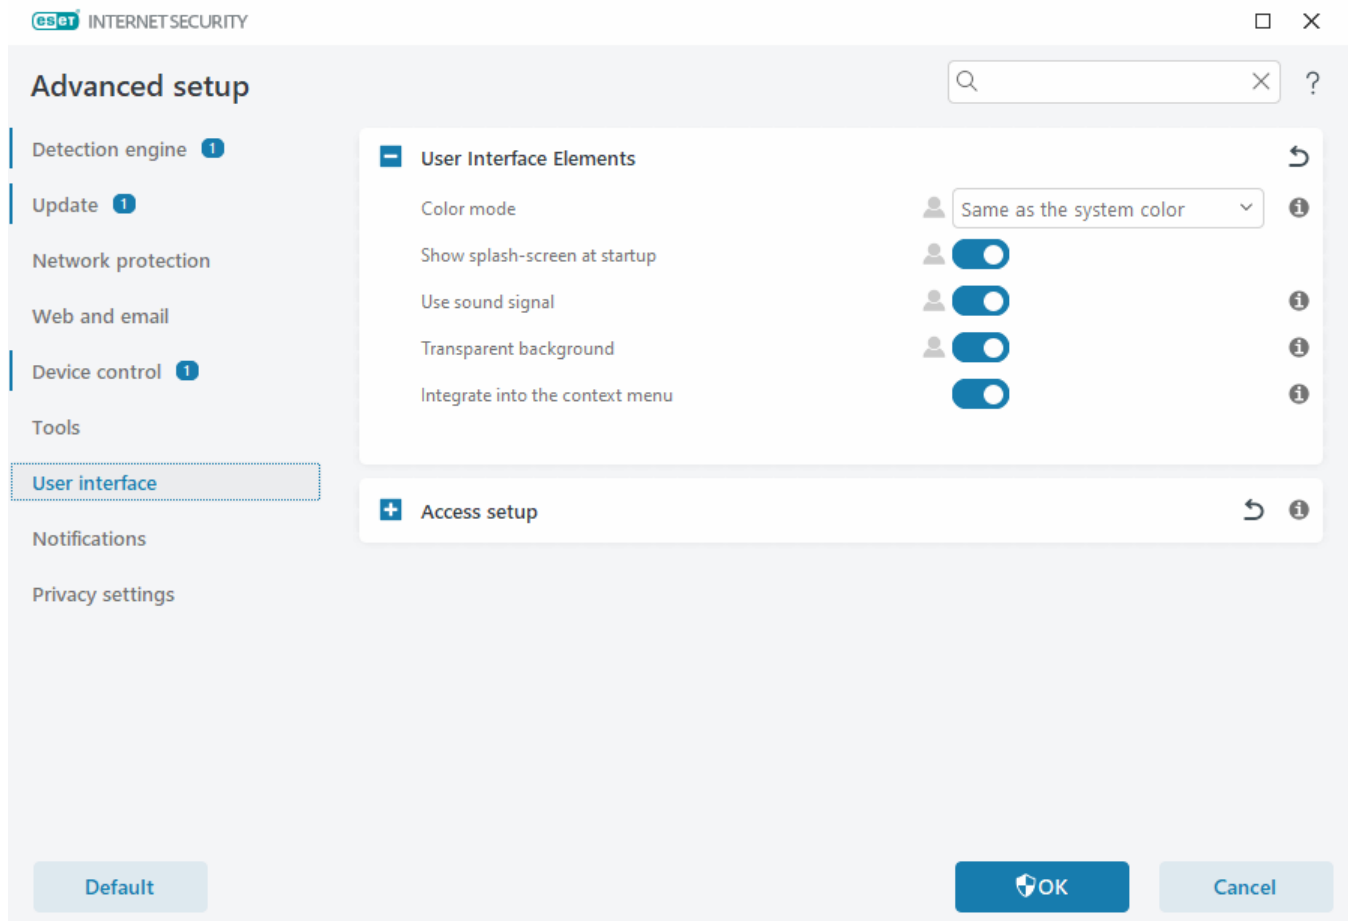 eset INTERNET SECURITY
Advanced setup
?
Detection engine 1
Update 1
Network protection
Web and email
Device control 1
Tools
User interface
Notifications
Privacy settings
User Interface Elements
Color mode Same as the system color
Show splash-screen at startup
Use sound signal
Transparent background
Integrate into the context menu
Access setup
Default
OK
Cancel